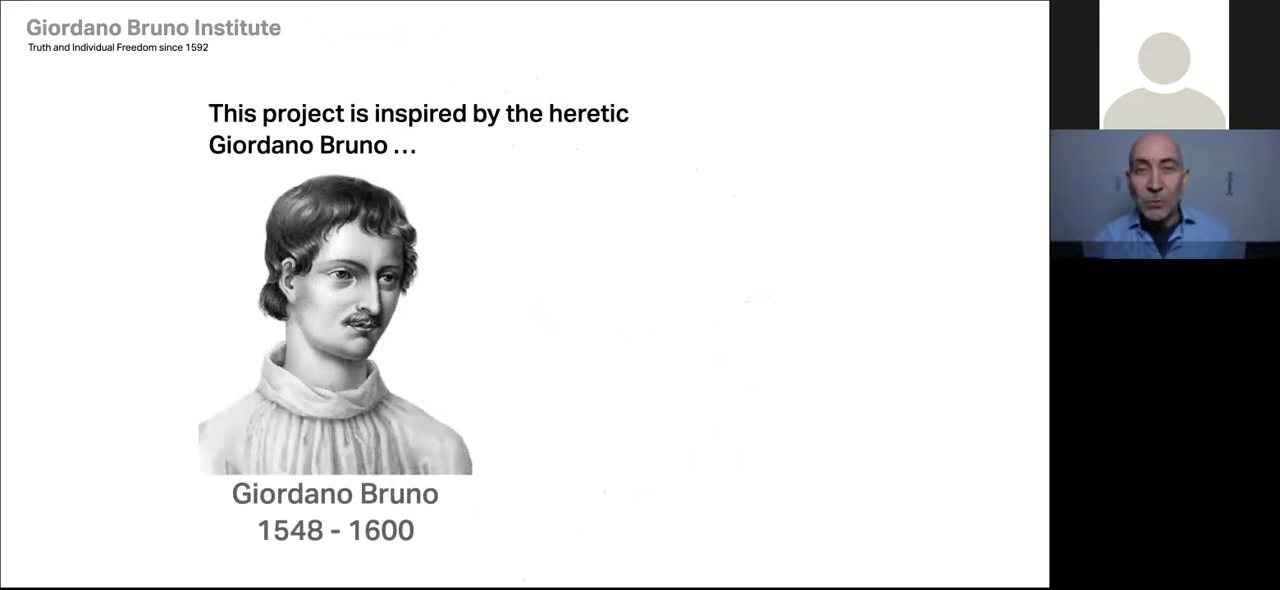 Giordano Bruno Institute
Truth and Individual Freedom since 1592
This project is inspired by the heretic
Giordano Bruno ...
Giordano Bruno
1548 - 1600